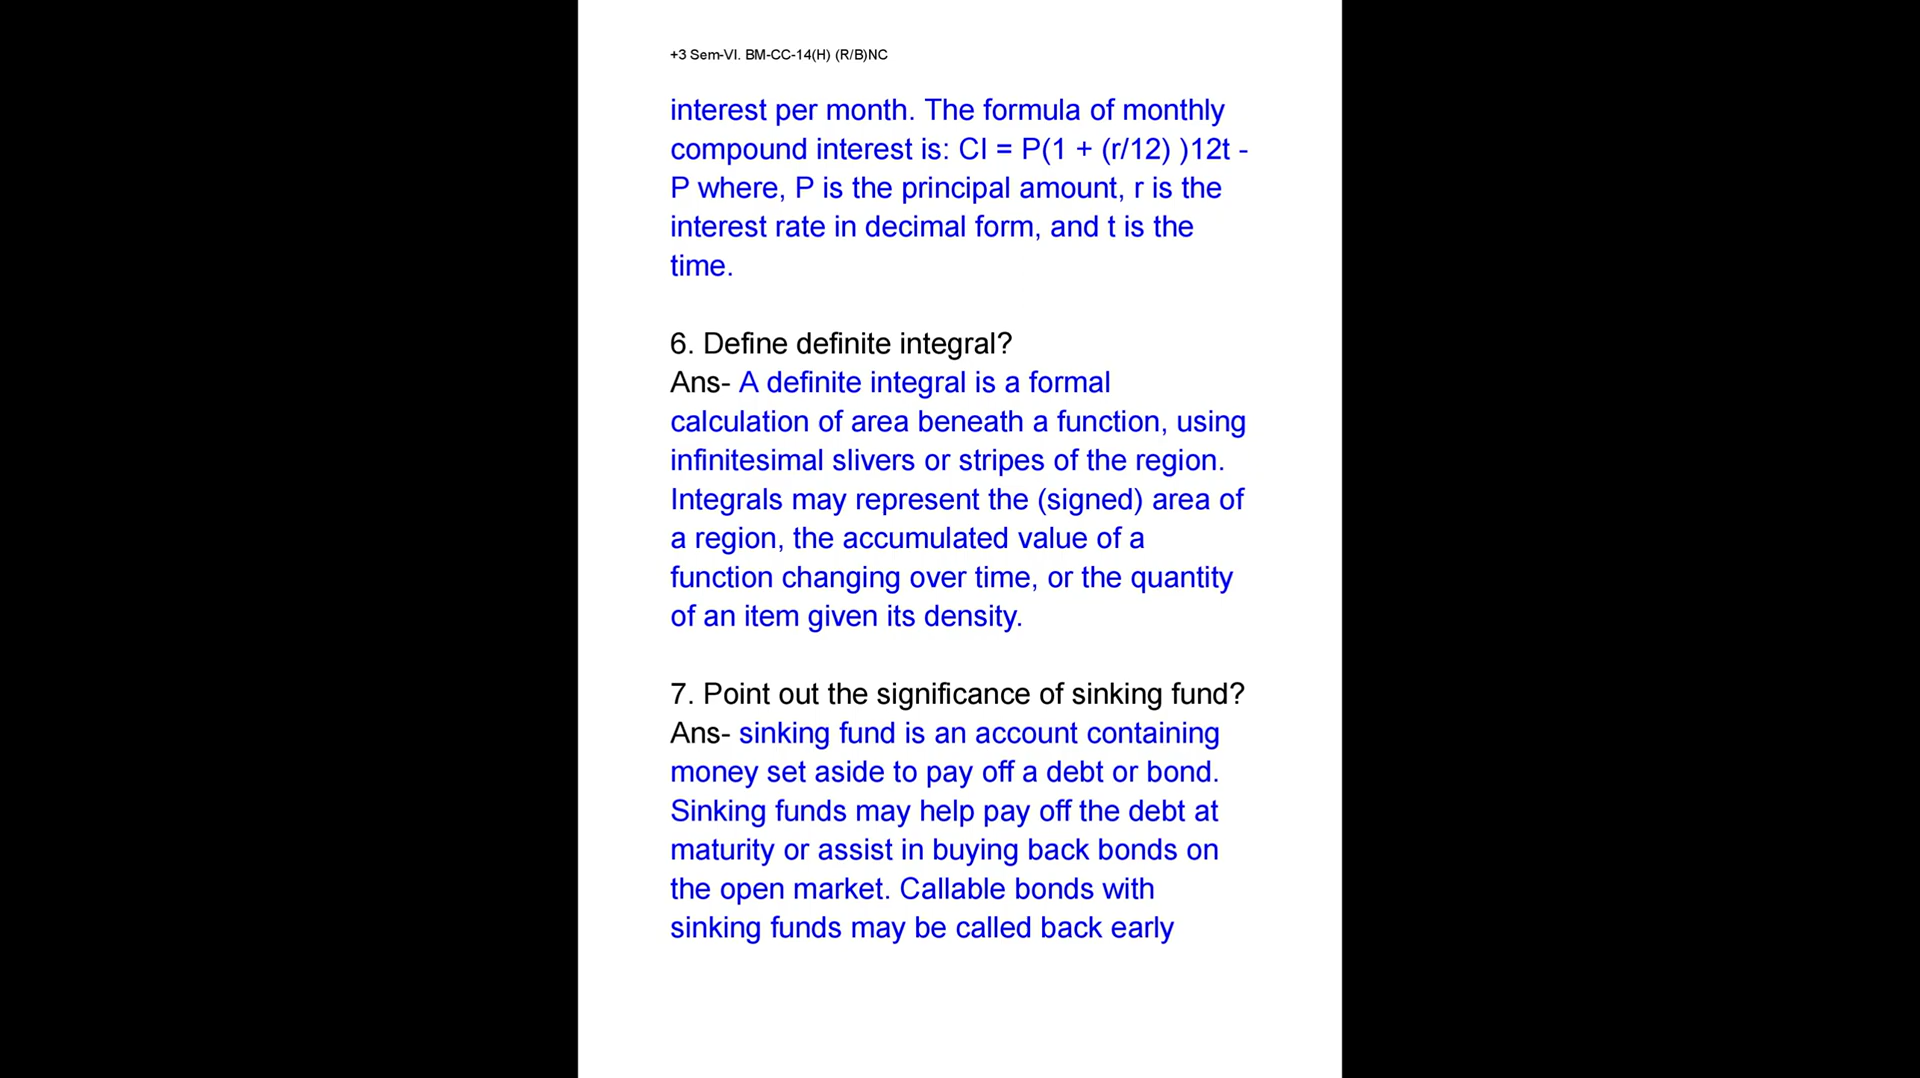 +3 Sem-VI. BM-CC-14(H) (R/B)NC
interest per month. The formula of monthly
compound interest is: CI = P(1 + (r/12) )12t -
P where, P is the principal amount, r is the
interest rate in decimal form, and t is the
time.
6. Define definite integral?
Ans- A definite integral is a formal
calculation of area beneath a function, using
infinitesimal slivers or stripes of the region.
Integrals may represent the (signed) area of
a region, the accumulated value of a
function changing over time, or the quantity
of an item given its density.
7. Point out the significance of sinking fund?
Ans- sinking fund is an account containing
money set aside to pay off a debt or bond.
Sinking funds may help pay off the debt at
maturity or assist in buying back bonds on
the open market. Callable bonds with
sinking funds may be called back early